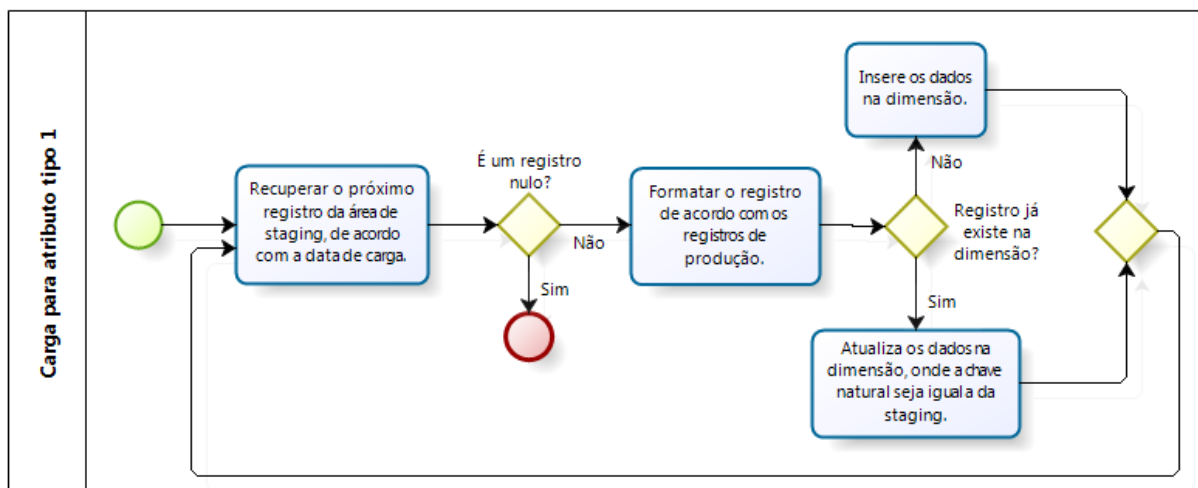 Carga para atributo tipo 1
Recuperar o próximo
registro da área de
staging, de acordo
com a data de carga.
É um registro
nulo?
Não
Sim
Formatar o registro
de acordo com os
registros de
produção.
Insere os dados
na dimensão.
Não
Registro já
existe na
dimensão?
Sim
Atualiza os dados na
dimensão, onde a chave
natural seja igual a da
staging.